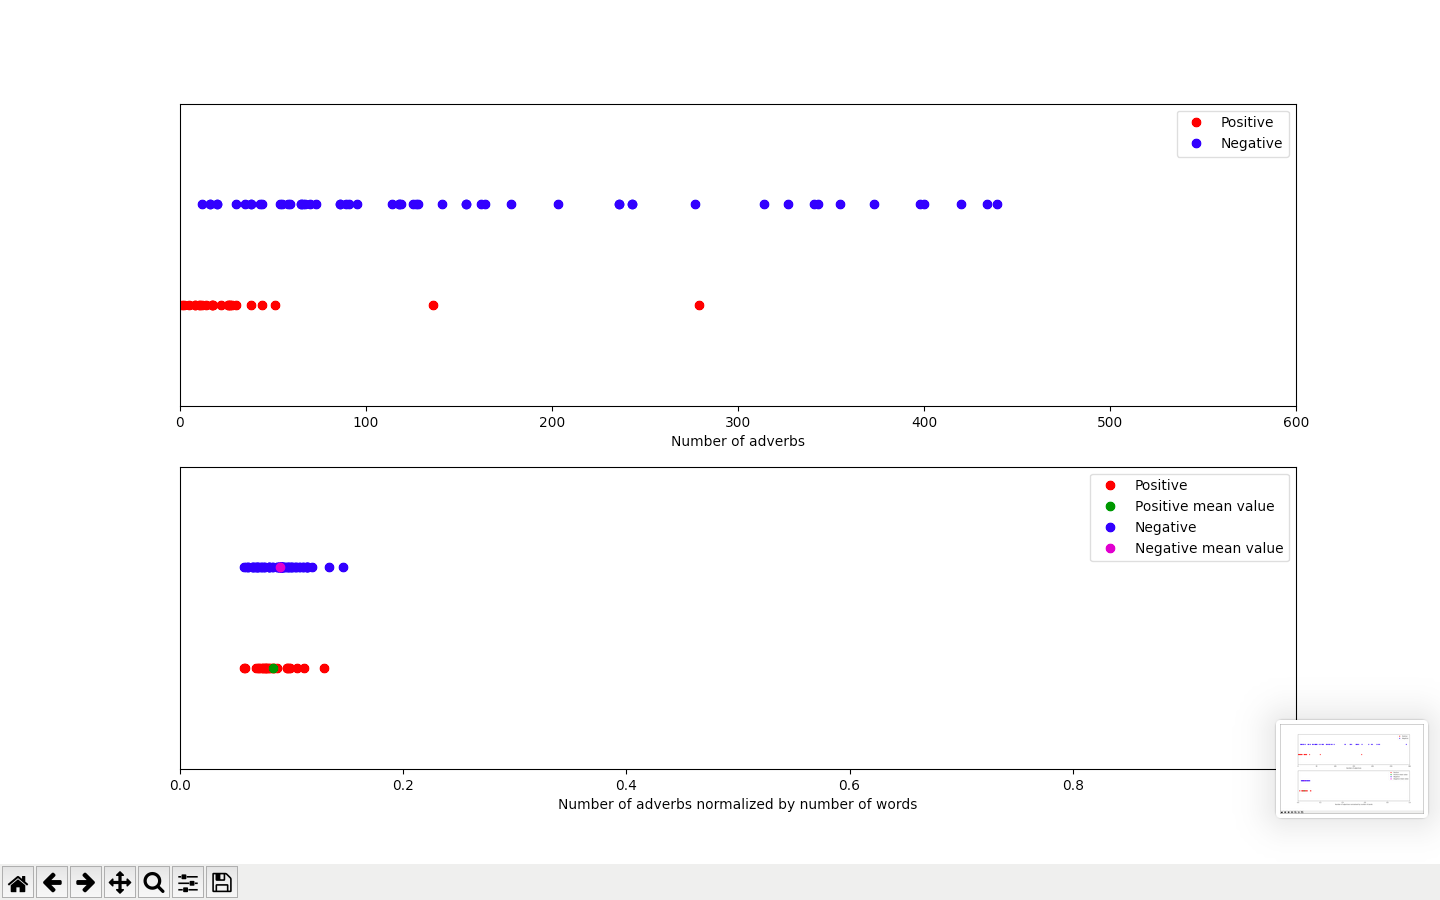 Positive
Negative
0 100 200 300 400 500 600
Number of adverbs
Positive
Positive mean value
Negative
Negative mean value
0.0 0.2 0.4 0.6 0.8
Number of adverbs normalized by number of words